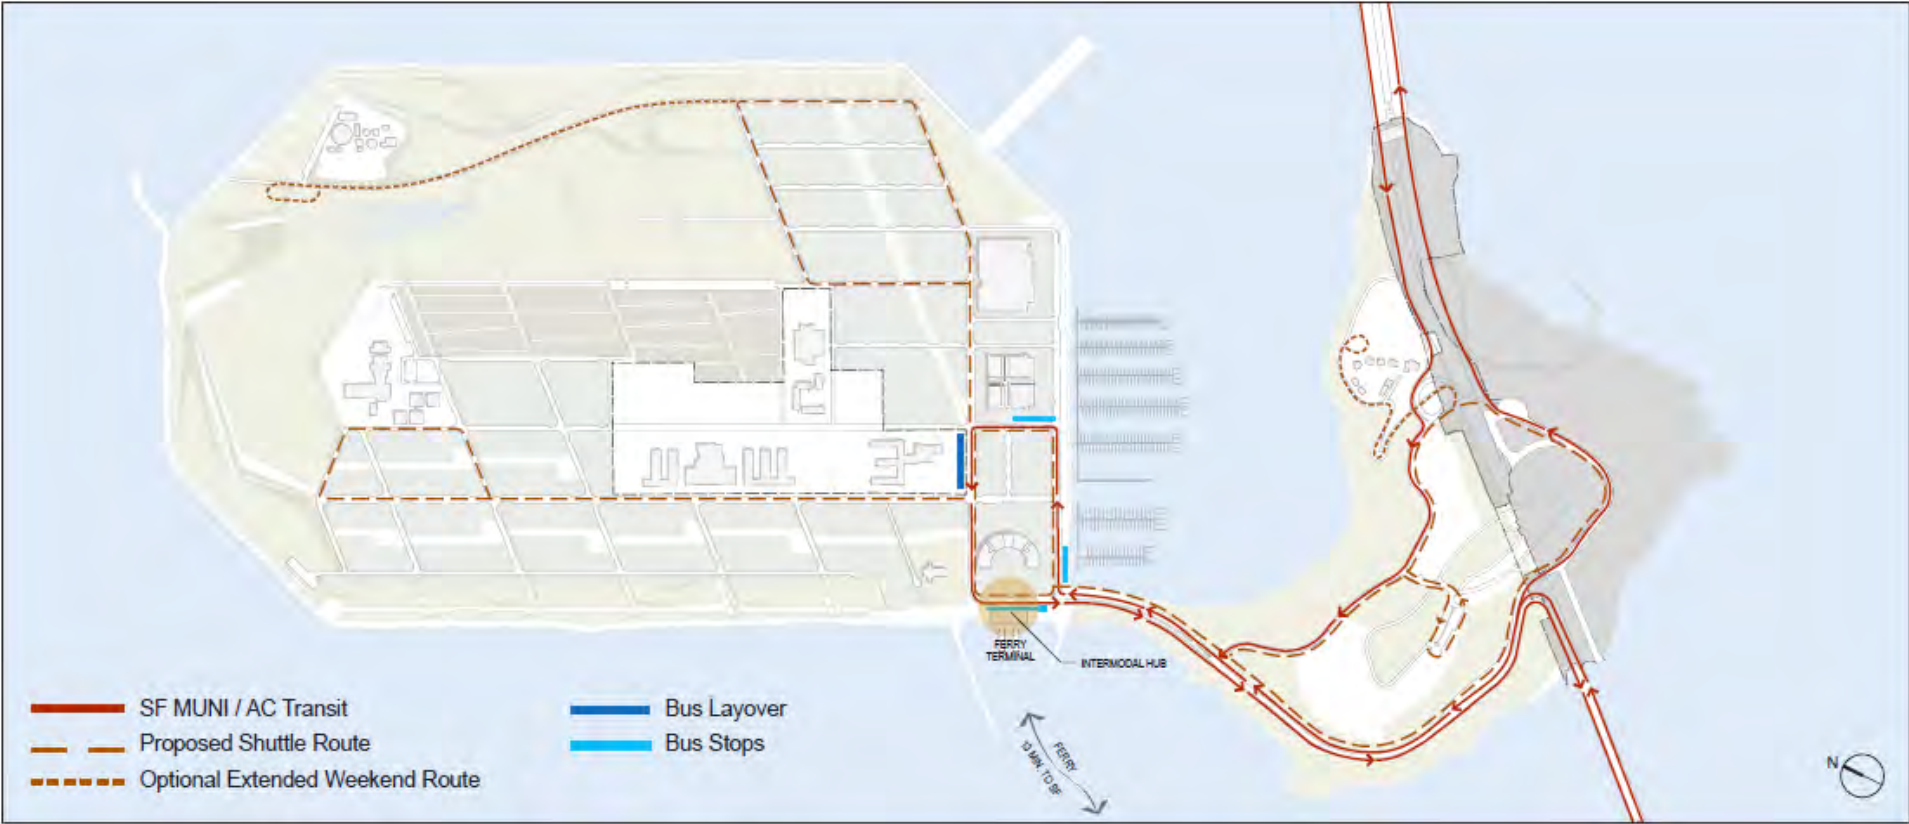 FERRY
TERMINAL
INTERMODAL HUB
FERRY
10 MIN. TO SF
SF MUNI / AC Transit
Proposed Shuttle Route
Optional Extended Weekend Route
Bus Layover
Bus Stops
N